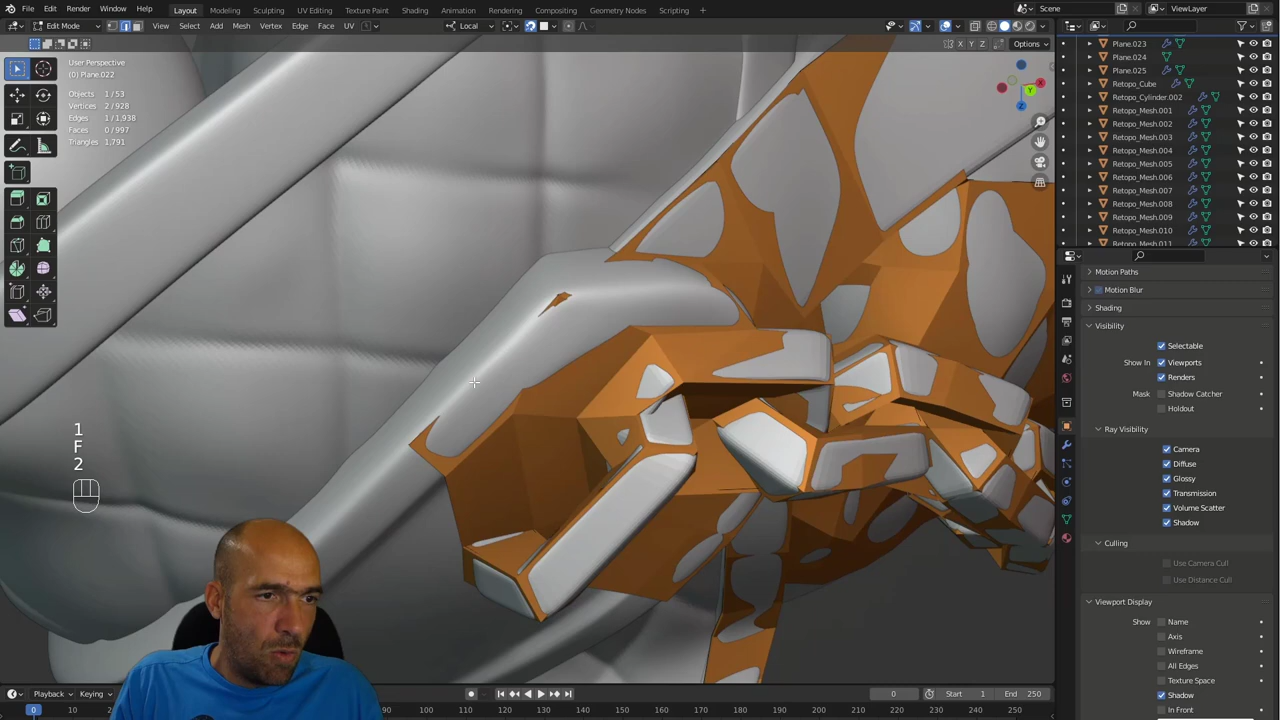 File Edit Render Window Help
Layout Modeling Sculpting UV Editing Texture Paint Shading Animation Rendering Compositing Geometry Nodes Scripting +
Scene ViewLayer
Edit Mode View Select Add Mesh Vertex Edge Face UV Local
X Y Z Options
User Perspective
(0) Plane.022
Objects 1 / 53
Vertices 2 / 928
Edges 1 / 1,938
Faces 0 / 997
Triangles 1,791
X
Y
Z
1
F
2
Plane.023
Plane.024
Plane.025
Retopo_Cube
Retopo_Cylinder.002
Retopo_Mesh.001
Retopo_Mesh.002
Retopo_Mesh.003
Retopo_Mesh.004
Retopo_Mesh.005
Retopo_Mesh.006
Retopo_Mesh.007
Retopo_Mesh.008
Retopo_Mesh.009
Retopo_Mesh.010
Retopo_Mesh.011
Motion Paths
Motion Blur
Shading
Visibility
Selectable
Show In Viewports
Renders
Mask Shadow Catcher
Holdout
Ray Visibility
Camera
Diffuse
Glossy
Transmission
Volume Scatter
Shadow
Culling
Use Camera Cull
Use Distance Cull
Viewport Display
Show Name
Axis
Wireframe
All Edges
Texture Space
Shadow
In Front
Playback Keying 0 Start 1 End 250
0 10 100 110 120 130 140 150 160 170 180 190 200 210 220 230 240 250